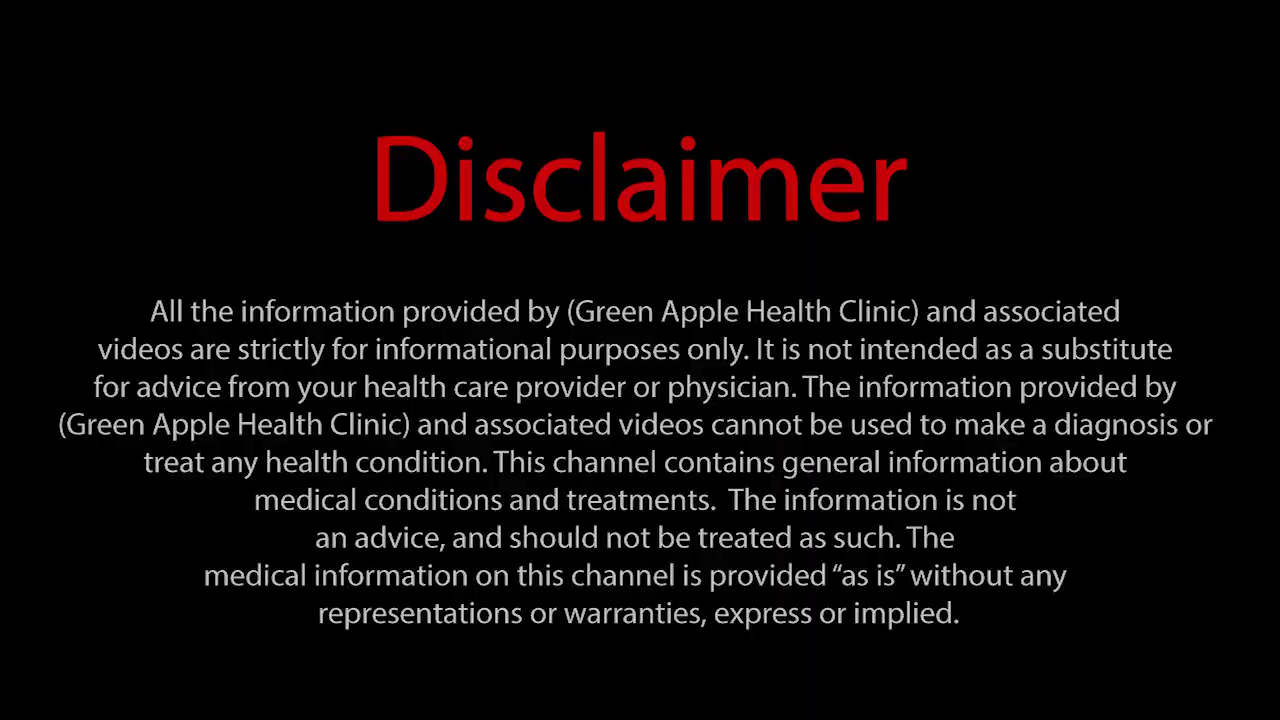 Disclaimer
All the information provided by (Green Apple Health Clinic) and associated
videos are strictly for informational purposes only. It is not intended as a substitute
for advice from your health care provider or physician. The information provided by
(Green Apple Health Clinic) and associated videos cannot be used to make a diagnosis or
treat any health condition. This channel contains general information about
medical conditions and treatments.  The information is not
an advice, and should not be treated as such. The
medical information on this channel is provided “as is” without any
representations or warranties, express or implied.